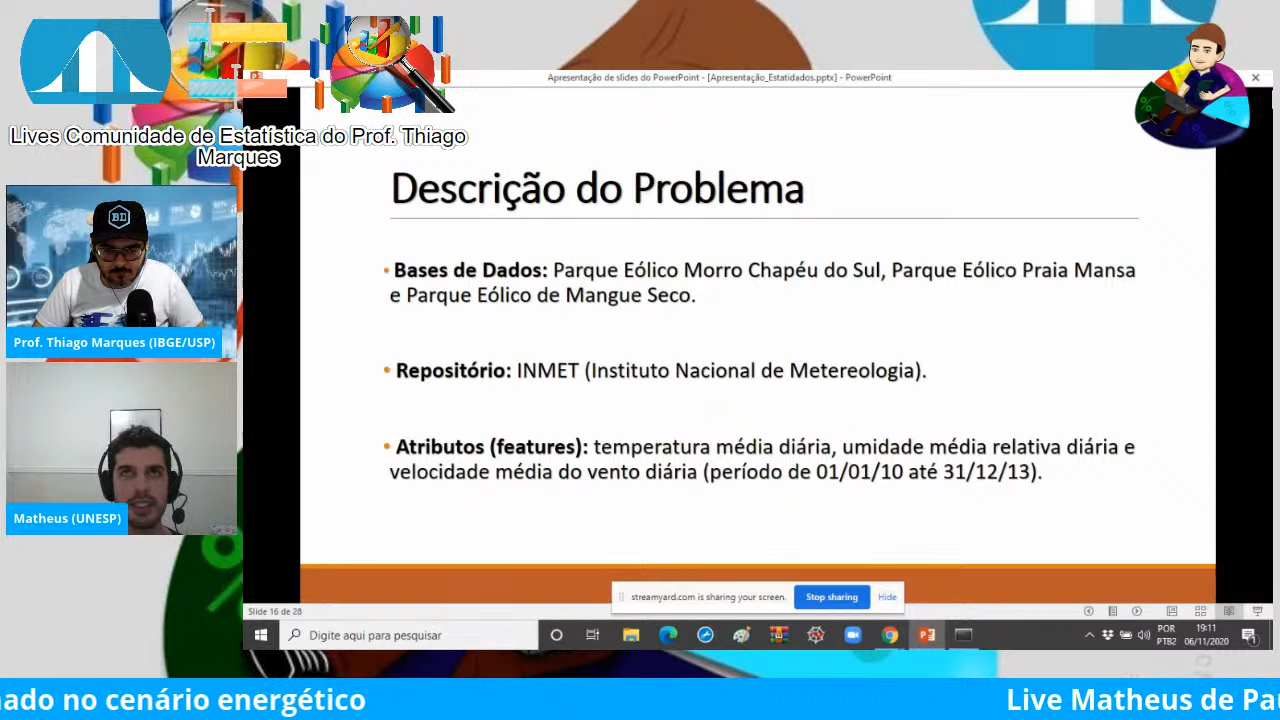 Apresentação de slides do PowerPoint - [Apresentação_Estatidados.pptx] - PowerPoint
Lives Comunidade de Estatística do Prof. Thiago
Marques
Descrição do Problema
• Bases de Dados: Parque Eólico Morro Chapéu do Sul, Parque Eólico Praia Mansa
e Parque Eólico de Mangue Seco.
• Repositório: INMET (Instituto Nacional de Metereologia).
• Atributos (features): temperatura média diária, umidade média relativa diária e
velocidade média do vento diária (período de 01/01/10 até 31/12/13).
BD
Prof. Thiago Marques (IBGE/USP)
Matheus (UNESP)
streamyard.com is sharing your screen.
Stop sharing
Hide
Slide 16 de 28
Digite aqui para pesquisar
POR
PTB2
19:11
06/11/2020
nado no cenário energético
Live Matheus de Pau